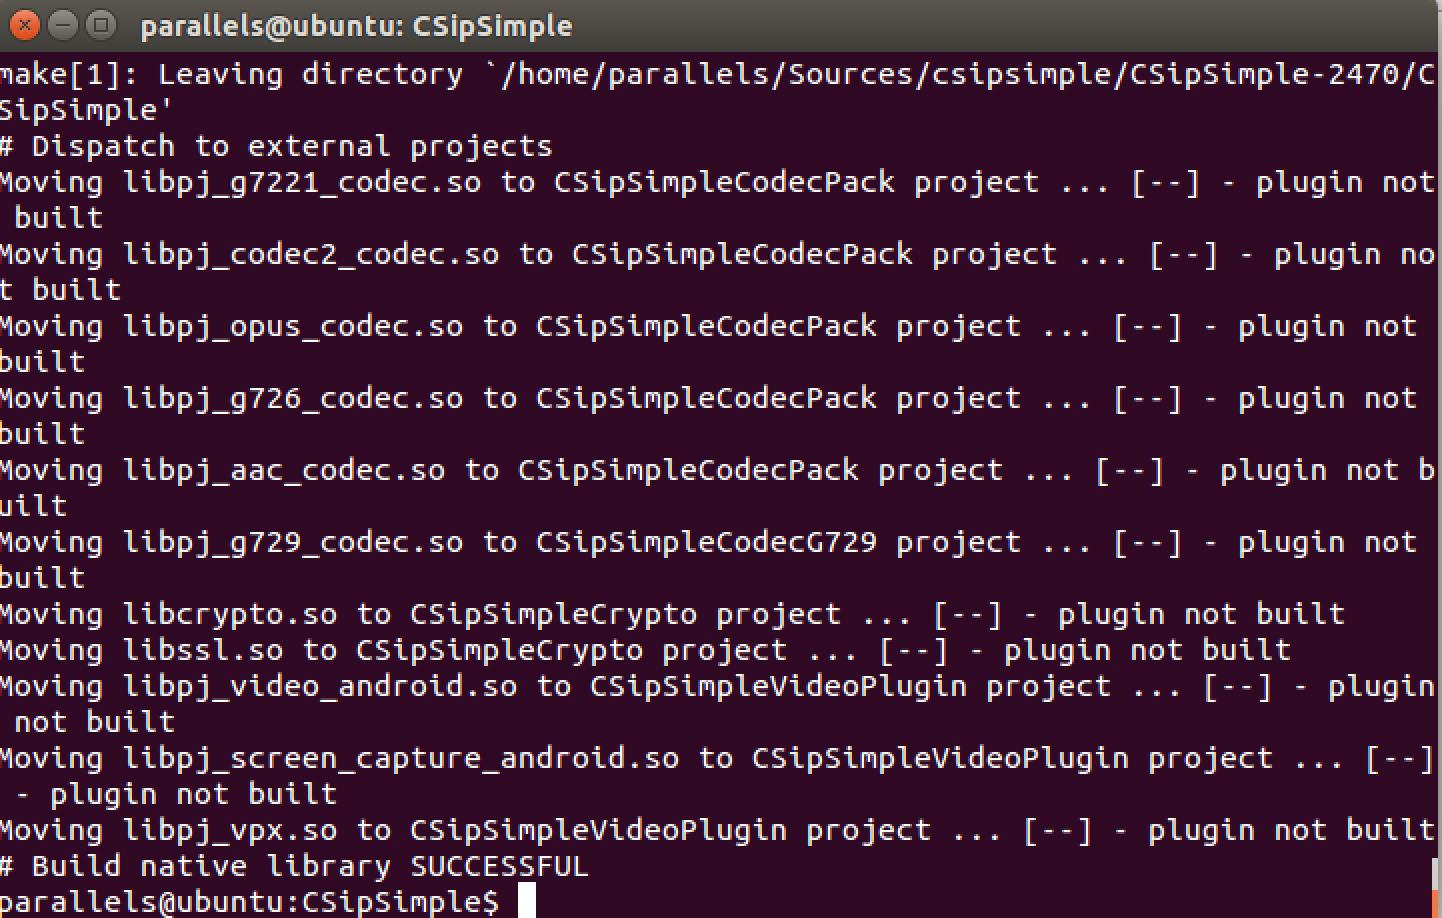 parallels@ubuntu: CSipSimple
make[1]: Leaving directory `/home/parallels/Sources/csipsimple/CSipSimple-2470/C
SipSimple'
# Dispatch to external projects
Moving libpj_g7221_codec.so to CSipSimpleCodecPack project ... [--] - plugin not
 built
Moving libpj_codec2_codec.so to CSipSimpleCodecPack project ... [--] - plugin no
t built
Moving libpj_opus_codec.so to CSipSimpleCodecPack project ... [--] - plugin not
built
Moving libpj_g726_codec.so to CSipSimpleCodecPack project ... [--] - plugin not
built
Moving libpj_aac_codec.so to CSipSimpleCodecPack project ... [--] - plugin not b
uilt
Moving libpj_g729_codec.so to CSipSimpleCodecG729 project ... [--] - plugin not
built
Moving libcrypto.so to CSipSimpleCrypto project ... [--] - plugin not built
Moving libssl.so to CSipSimpleCrypto project ... [--] - plugin not built
Moving libpj_video_android.so to CSipSimpleVideoPlugin project ... [--] - plugin
 not built
Moving libpj_screen_capture_android.so to CSipSimpleVideoPlugin project ... [--]
 - plugin not built
Moving libpj_vpx.so to CSipSimpleVideoPlugin project ... [--] - plugin not built
# Build native library SUCCESSFUL
parallels@ubuntu:CSipSimple$